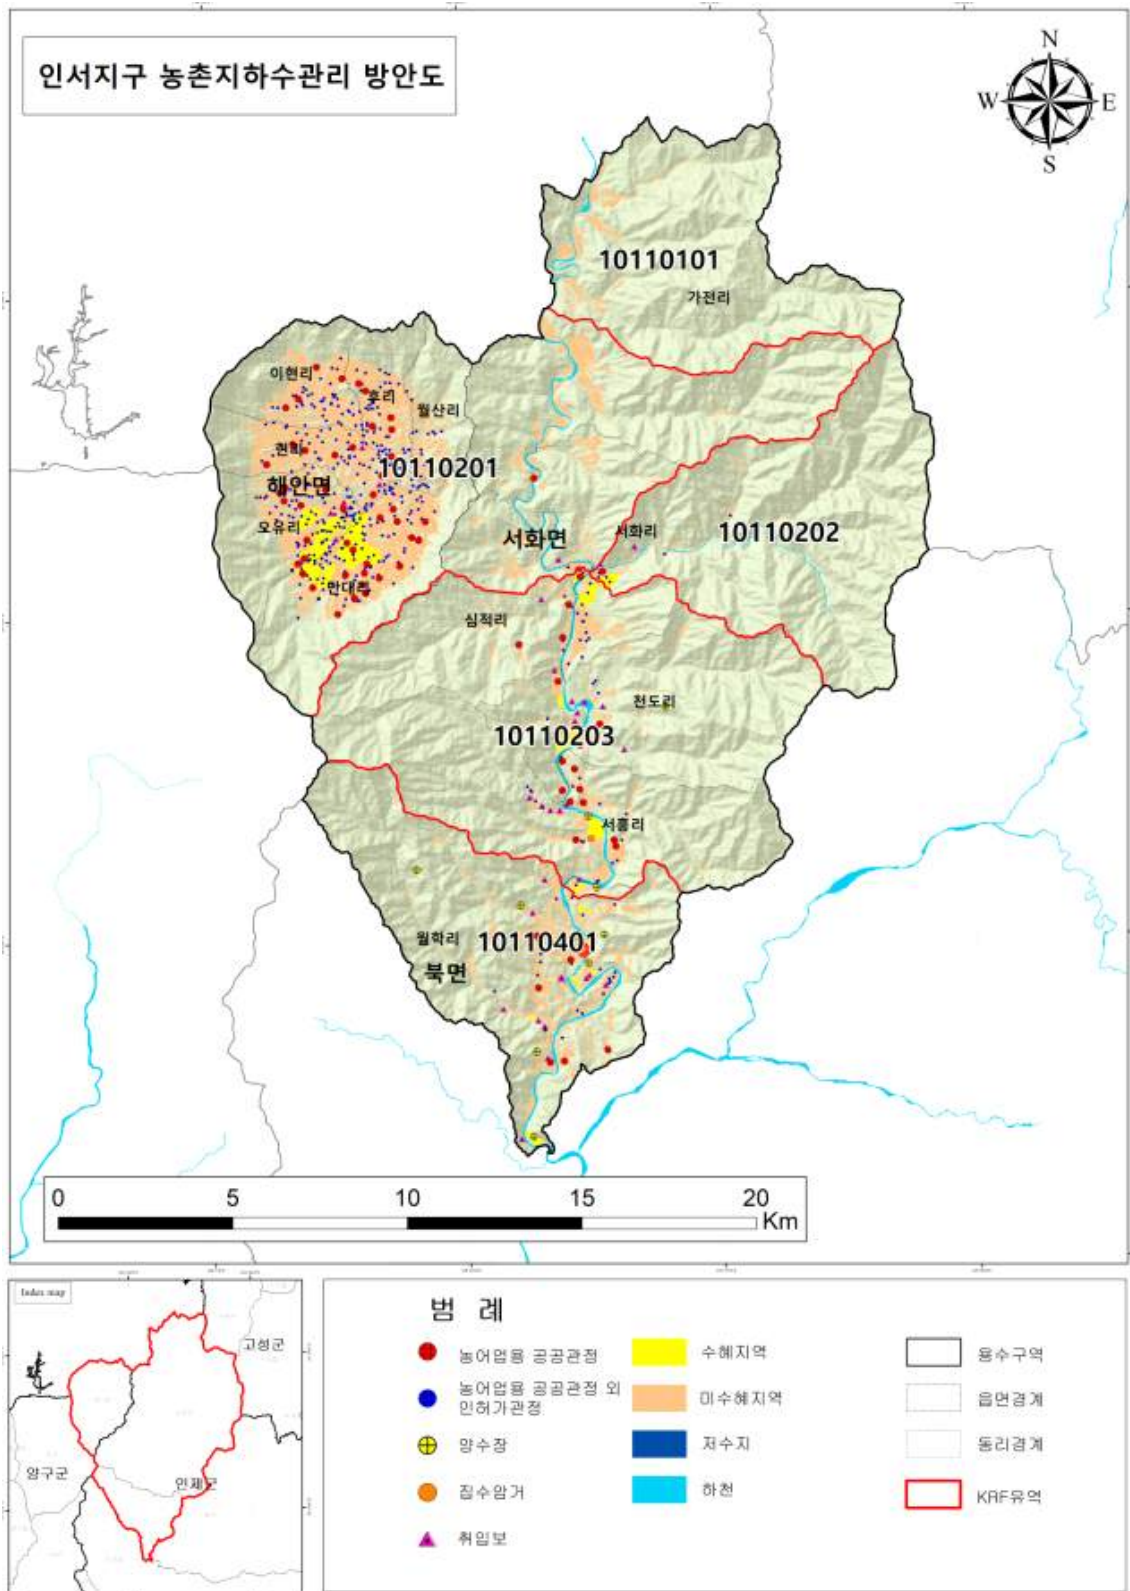 인서지구 농촌지하수관리 방안도
N
W
E
S
10110101
가전리
이현리
후리
월산리
현리
10110201
해안면
오유리
만대리
서화면
서화리
10110202
심적리
천도리
10110203
서흥리
월학리
10110401
북면
0 5 10 15 20
Km
Index map
고성군
양구군
인제군
범 례
농어업용 공공관정
농어업용 공공관정 외
인허가관정
양수장
집수암거
취입보
수혜지역
미수혜지역
저수지
하천
용수구역
읍면경계
동리경계
KRF유역